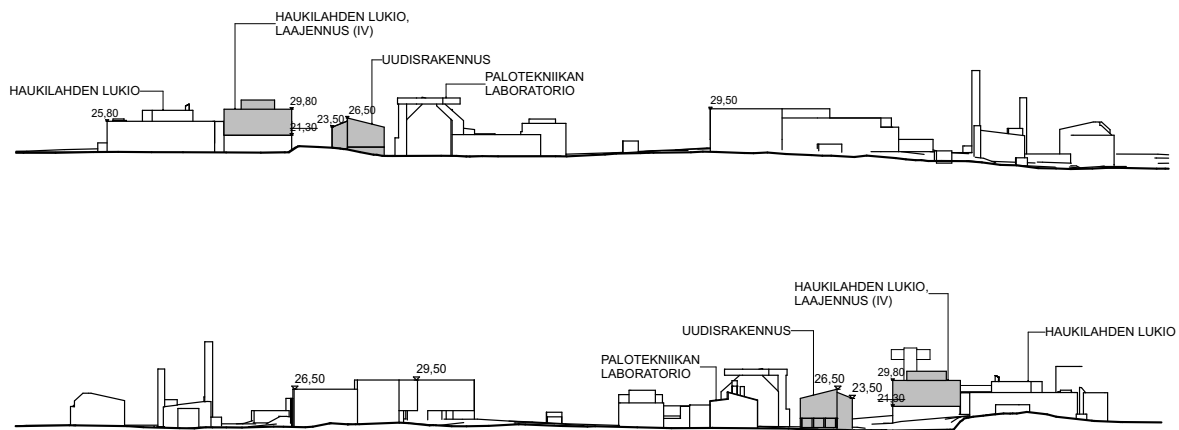 HAUKILAHDEN LUKIO,
LAAJENNUS (IV)
UUDISRAKENNUS
PALOTEKNIIKAN
LABORATORIO
HAUKILAHDEN LUKIO
25,80
29,80
21,30
23,50
26,50
29,50
HAUKILAHDEN LUKIO,
LAAJENNUS (IV)
UUDISRAKENNUS
HAUKILAHDEN LUKIO
PALOTEKNIIKAN
LABORATORIO
26,50
29,50
26,50
23,50
29,80
21,30